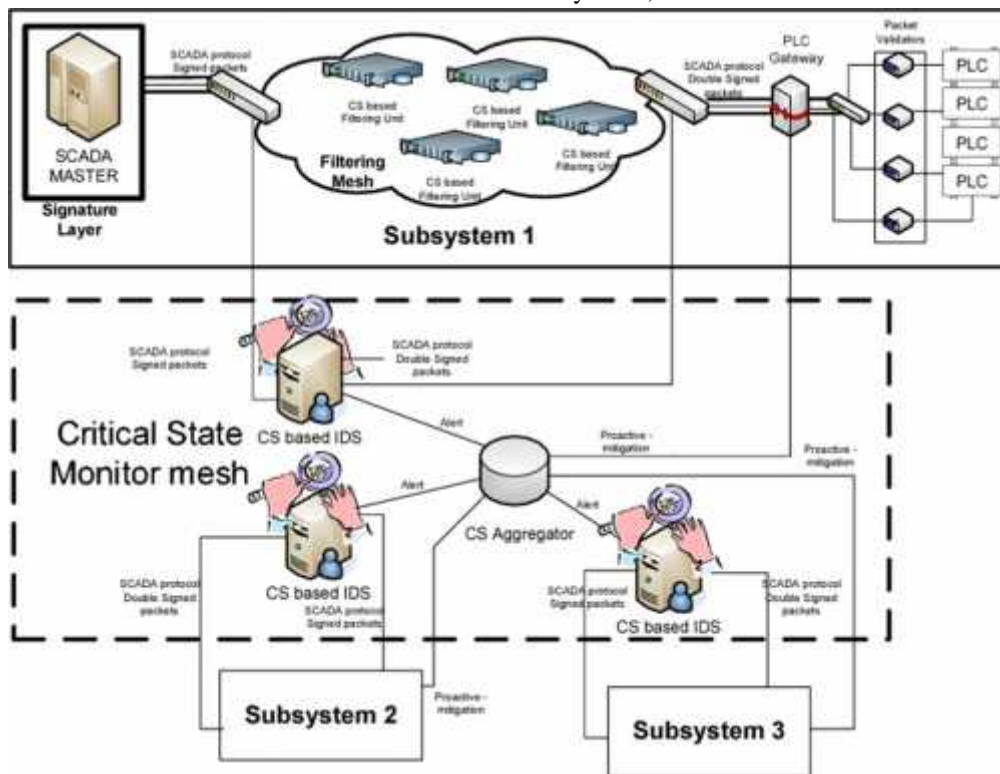 SCADA protocol
Signed packets
SCADA
MASTER
Signature
Layer
CS based
Filtering Unit
CS based
Filtering Unit
CS based
Filtering Unit
CS based
Filtering Unit
Filtering
Mesh
SCADA protocol
Double Signed
packets
PLC
Gateway
Packet
Validators
PLC
PLC
PLC
PLC
Subsystem 1
SCADA protocol
Signed packets
SCADA protocol
Double Signed
packets
CS based IDS
Critical State
Monitor mesh
Alert
Alert
Alert
Proactive -
mitigation
Proactive -
mitigation
CS Aggregator
SCADA protocol
Double Signed
packets
CS based IDS
SCADA protocol
Signed packets
SCADA protocol
Signed packets
SCADA protocol
Double Signed
packets
CS based IDS
Subsystem 2
Proactive -
mitigation
Subsystem 3